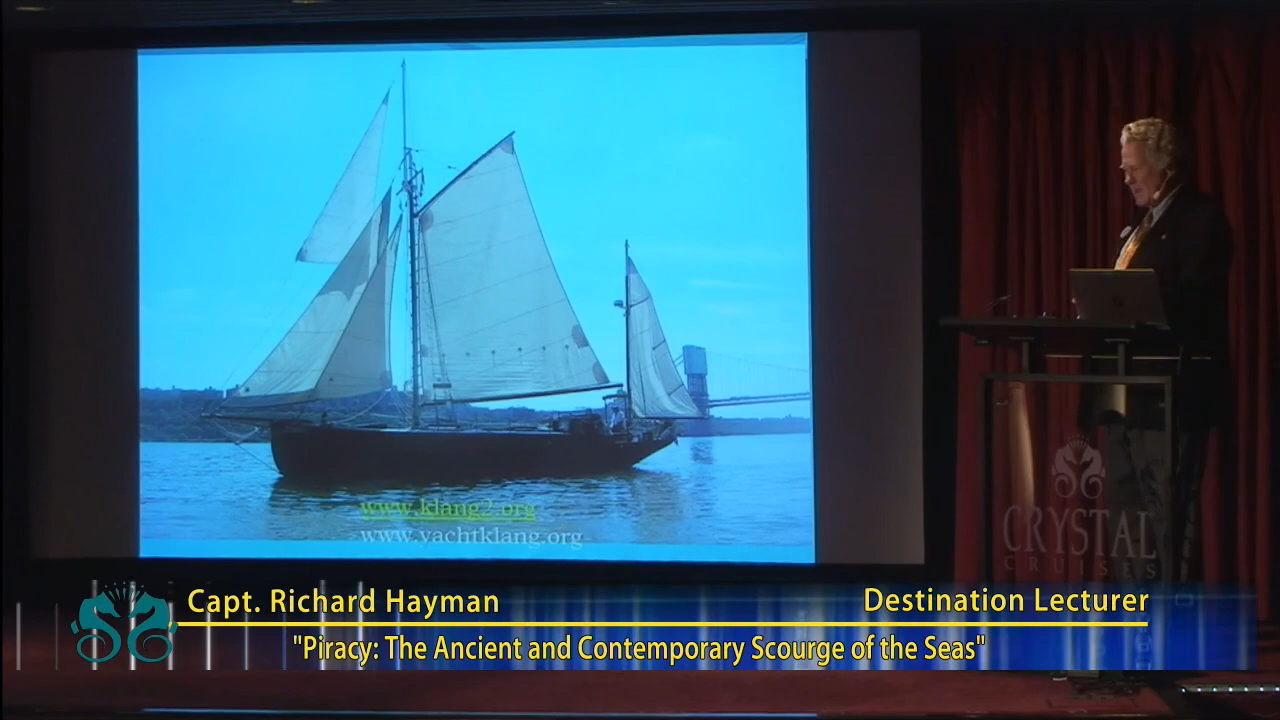 www.klang2.org
www.yachtklang.org
CRYSTAL
CRUISES
Capt. Richard Hayman
Destination Lecturer
"Piracy: The Ancient and Contemporary Scourge of the Seas"